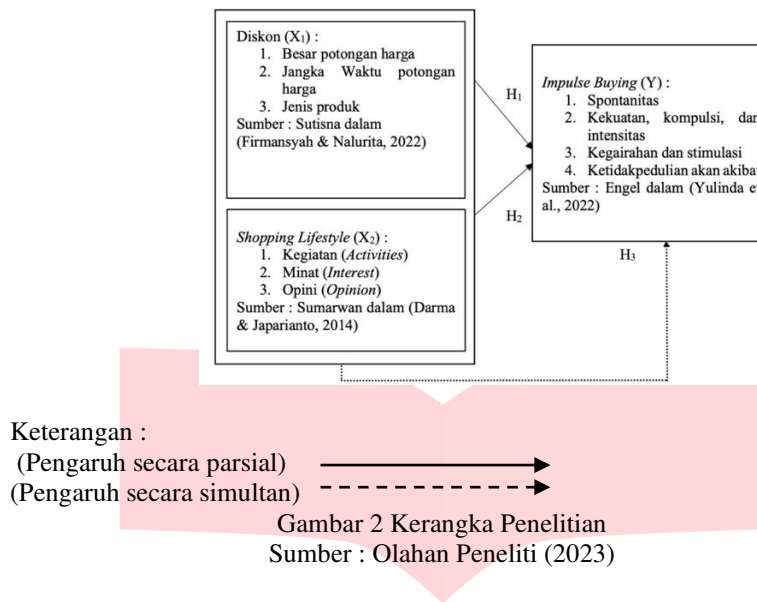 Diskon (X1) :
1. Besar potongan harga
2. Jangka Waktu potongan
harga
3. Jenis produk
Sumber : Sutisna dalam
(Firmansyah & Nalurita, 2022)
Shopping Lifestyle (X2) :
1. Kegiatan (Activities)
2. Minat (Interest)
3. Opini (Opinion)
Sumber : Sumarwan dalam (Darma
& Japarianto, 2014)
H1
H2
Impulse Buying (Y) :
1. Spontanitas
2. Kekuatan, kompulsi, dan
intensitas
3. Kegairahan dan stimulasi
4. Ketidakpedulian akan akibat
Sumber : Engel dalam (Yulinda et
al., 2022)
H3
Keterangan :
(Pengaruh secara parsial)
(Pengaruh secara simultan)
Gambar 2 Kerangka Penelitian
Sumber : Olahan Peneliti (2023)